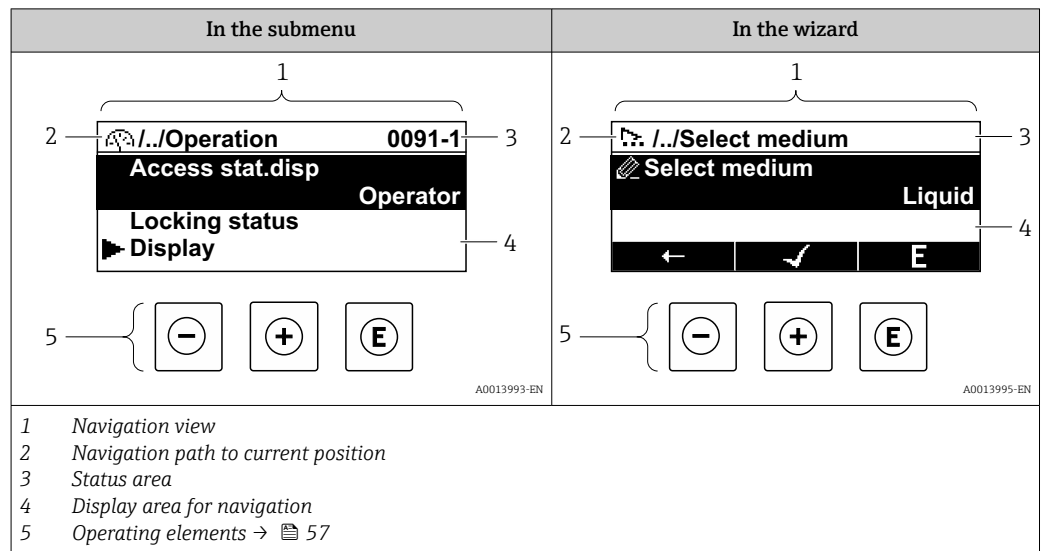 In the submenu
In the wizard
1
2
/../Operation 0091-1
3
Access stat.disp
Operator
Locking status
Display
4
5
- + E
A0013993-EN
1
2
/../Select medium
3
Select medium
Liquid
4
← ✓ E
5
- + E
A0013995-EN
1 Navigation view
2 Navigation path to current position
3 Status area
4 Display area for navigation
5 Operating elements → 57